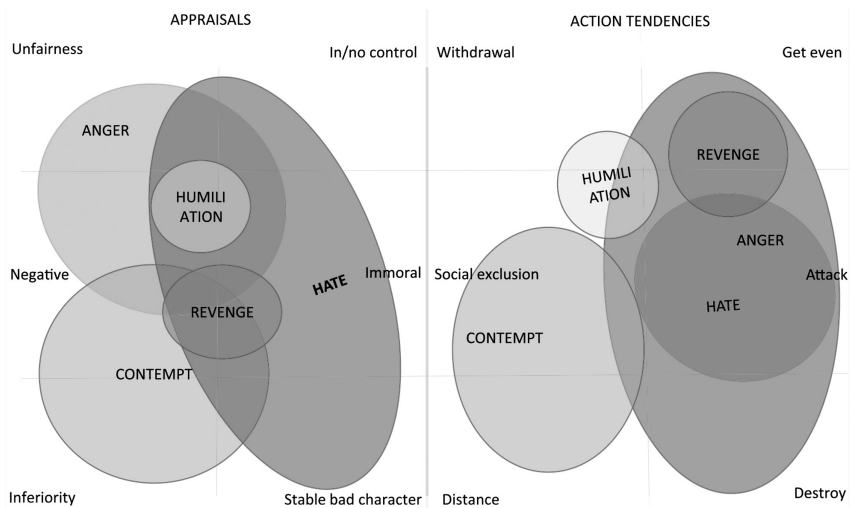 APPRAISALS
Unfairness
In/no control
ANGER
HUMILI
ATION
Negative
Immoral
HATE
REVENGE
CONTEMPT
Inferiority
Stable bad character
ACTION TENDENCIES
Withdrawal
Get even
REVENGE
HUMILI
ATION
ANGER
Social exclusion
Attack
HATE
CONTEMPT
Distance
Destroy